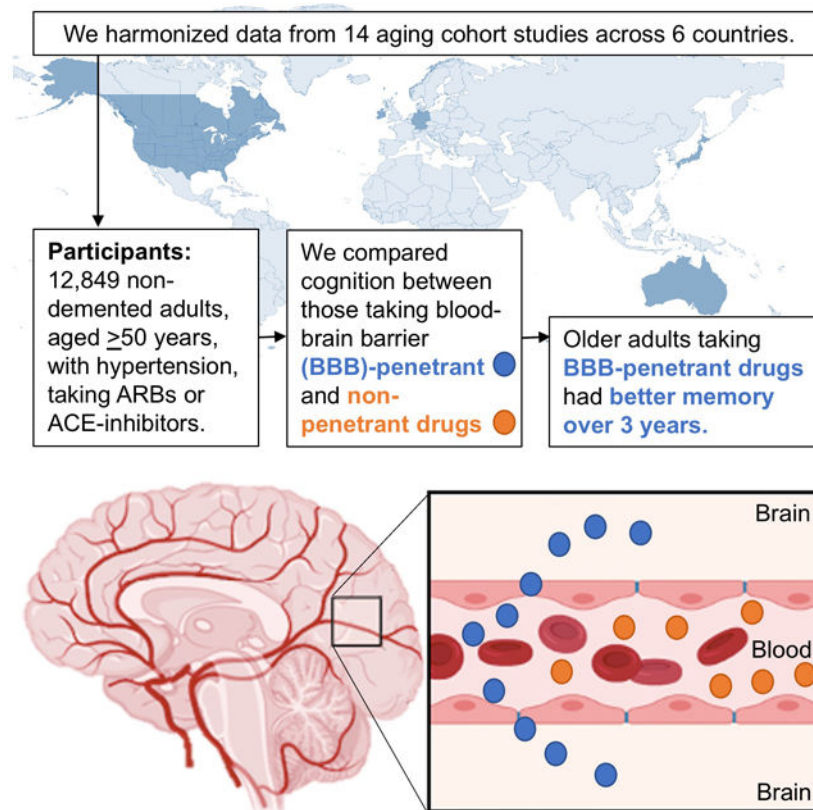 We harmonized data from 14 aging cohort studies across 6 countries.
Participants:
12,849 non-
demented adults,
aged ≥50 years,
with hypertension,
taking ARBs or
ACE-inhibitors.
We compared
cognition between
those taking blood-
brain barrier
(BBB)-penetrant
and non-
penetrant drugs
Older adults taking
BBB-penetrant drugs
had better memory
over 3 years.
Brain
Blood
Brain